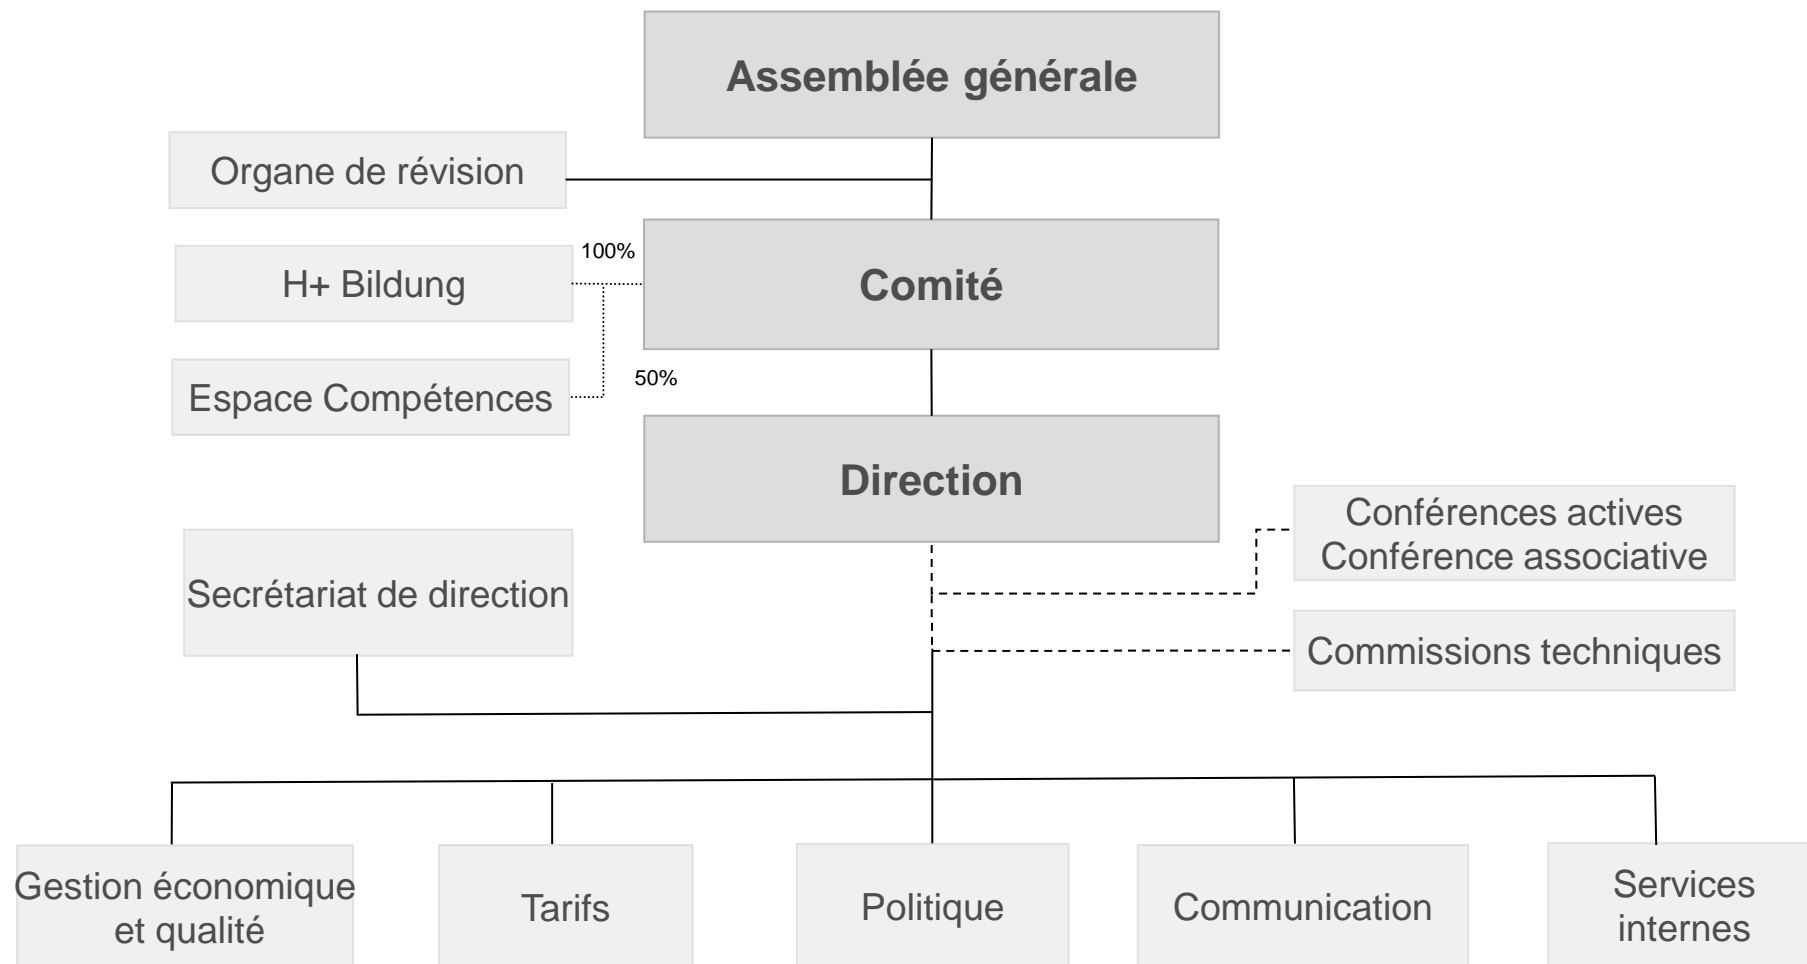 Assemblée générale
Organe de révision
100%
H+ Bildung
Comité
50%
Espace Compétences
Direction
Conférences actives
Conférence associative
Secrétariat de direction
Commissions techniques
Gestion économique
et qualité
Tarifs
Politique
Communication
Services
internes